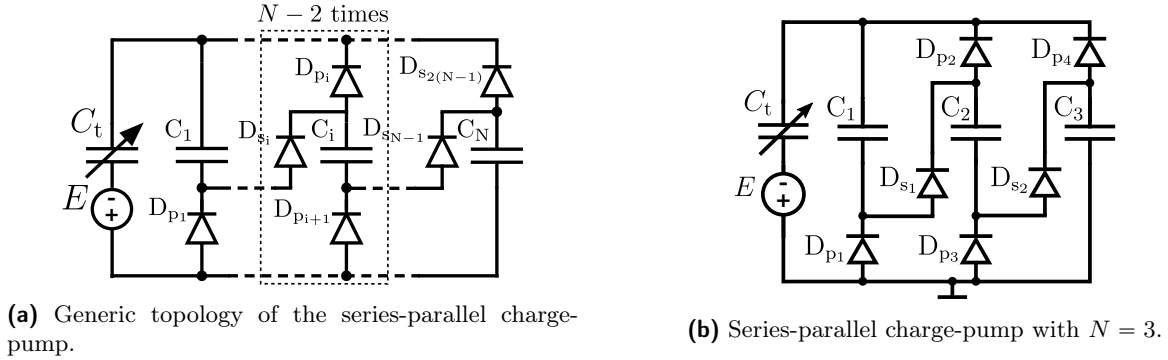 N − 2 times
D_{p_i}
D_{s_{2(N−1)}}
C_t
C_1
D_{s_i}
C_i
D_{s_{N−1}}
C_N
E
-
+
D_{p_1}
D_{p_{i+1}}
(a) Generic topology of the series-parallel charge-
pump.
D_{p_2}
D_{p_4}
C_t
C_1
C_2
C_3
E
-
+
D_{s_1}
D_{s_2}
D_{p_1}
D_{p_3}
(b) Series-parallel charge-pump with N = 3.